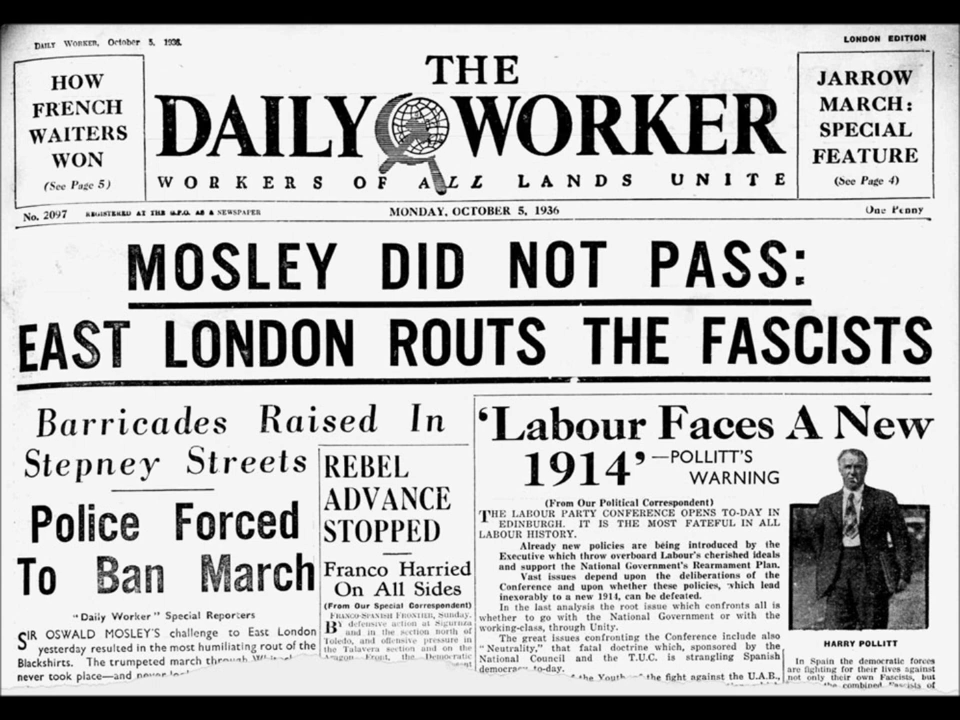 DAILY WORKER, October 5, 1936.
LONDON EDITION
HOW
FRENCH
WAITERS
WON
(See Page 5)
THE
DAILY WORKER
WORKERS OF ALL LANDS UNITE
JARROW
MARCH:
SPECIAL
FEATURE
(See Page 4)
No. 2097
REGISTERED AT THE G.P.O. AS A NEWSPAPER
MONDAY, OCTOBER 5, 1936
One Penny
MOSLEY DID NOT PASS:
EAST LONDON ROUTS THE FASCISTS
Barricades Raised In
Stepney Streets
Police Forced
To Ban March
"Daily Worker" Special Reporters
SIR OSWALD MOSLEY'S challenge to East London
yesterday resulted in the most humiliating rout of the
Blackshirts. The trumpeted march through
never took place—and never
REBEL
ADVANCE
STOPPED
Franco Harried
On All Sides
(From Our Special Correspondent)
FRANCO-SPANISH FRONTIER, Sunday.
BY defensive action at Siguenza
and in the section north of
Toledo, and offensive pressure in
the Talavera section and on the
Aragon Front, the Democratic
'Labour Faces A New
1914'—POLLITT'S
WARNING
(From Our Political Correspondent)
THE LABOUR PARTY CONFERENCE OPENS TO-DAY IN
EDINBURGH. IT IS THE MOST FATEFUL IN ALL
LABOUR HISTORY.
Already new policies are being introduced by the
Executive which throw overboard Labour's cherished ideals
and support the National Government's Rearmament Plan.
Vast issues depend upon the deliberations of the
Conference and upon whether these policies, which lead
inexorably to a new 1914, can be defeated.
In the last analysis the root issue which confronts all is
whether to go with the National Government or with the
working-class, through Unity.
The great issues confronting the Conference include also
"Neutrality," that fatal doctrine which, sponsored by the
National Council and the T.U.C. is strangling Spanish
democracy to-day.
of the Youth, of the fight against the U.A.B.,
HARRY POLLITT
In Spain the democratic forces
are fighting for their lives against
not only their own Fascists, but
the combined Fascists of